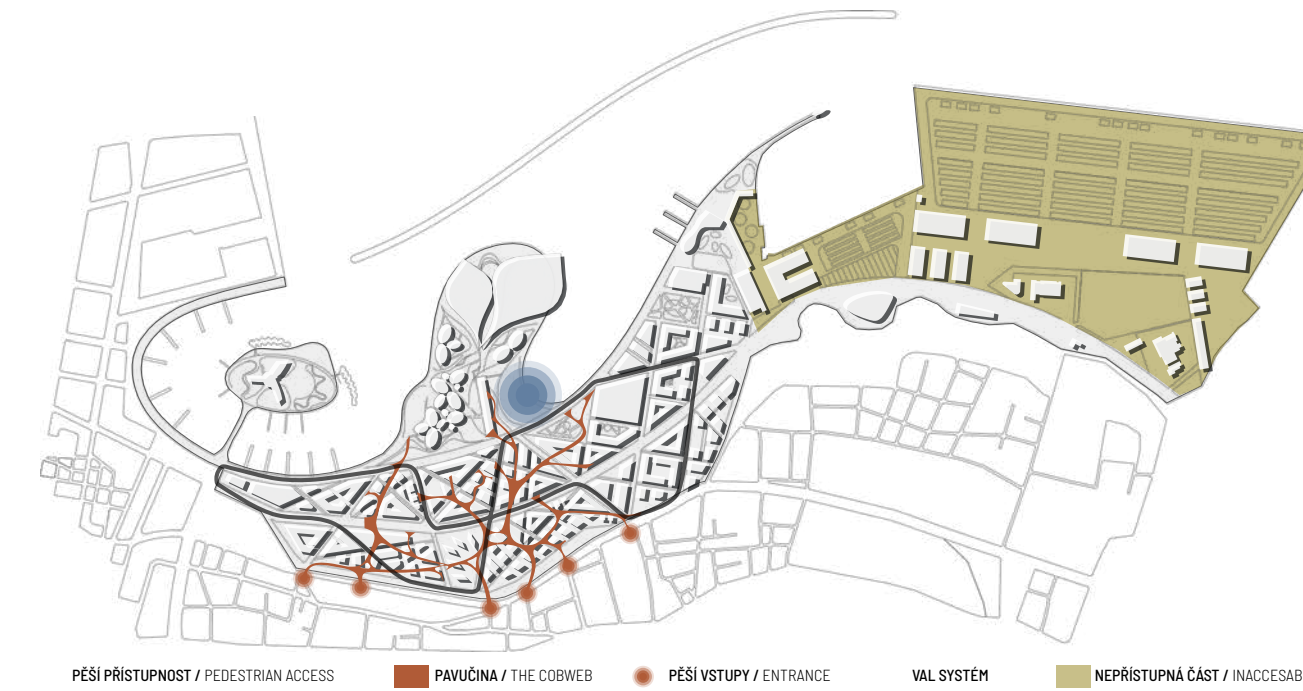 PĚŠÍ PŘÍSTUPNOST / PEDESTRIAN ACCESS PAVUČINA / THE COBWEB PĚŠÍ VSTUPY / ENTRANCE VAL SYSTÉM NEPŘÍSTUPNÁ ČÁST / INACCESAB